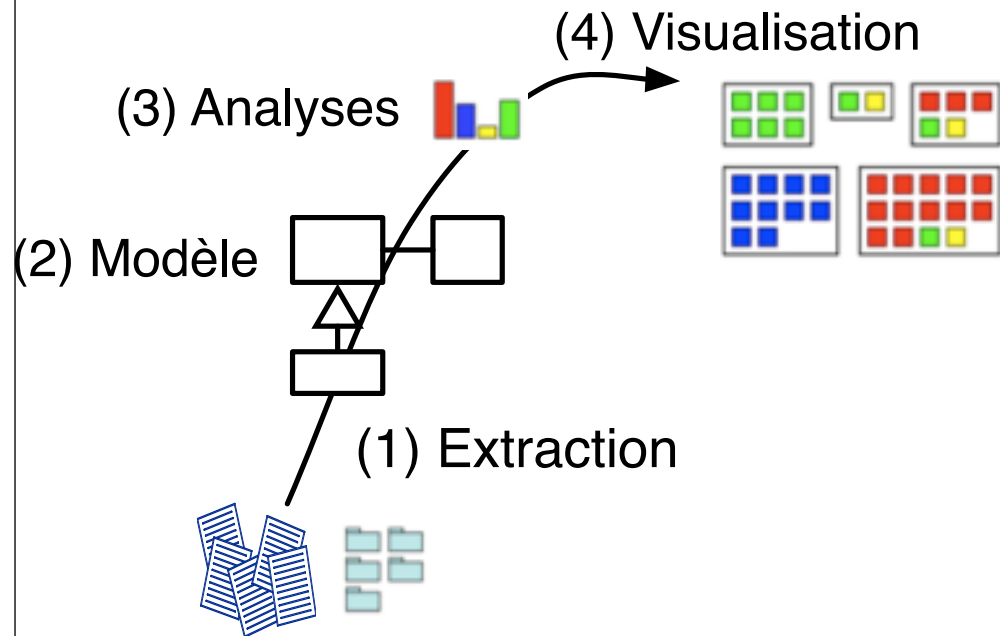 (4) Visualisation
(3) Analyses
(2) Modèle
(1) Extraction